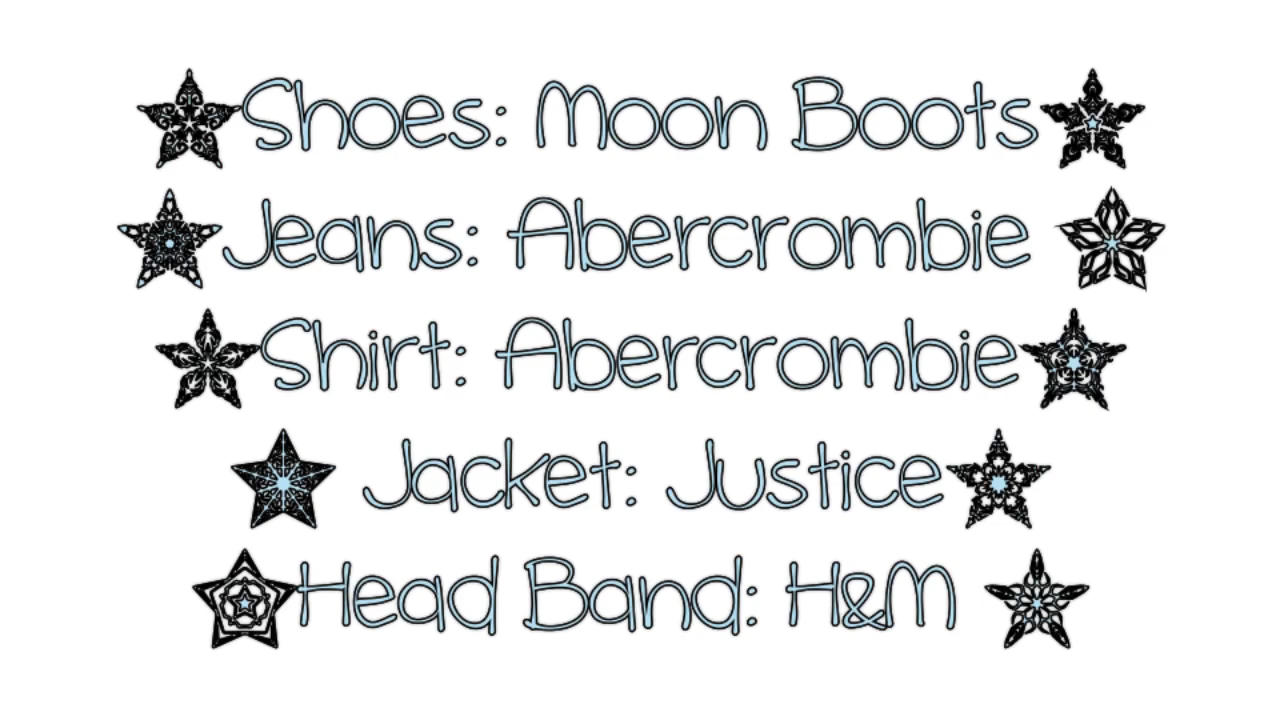 Shoes: Moon Boots
Jeans: Abercrombie
Shirt: Abercrombie
Jacket: Justice
Head Band: H&M